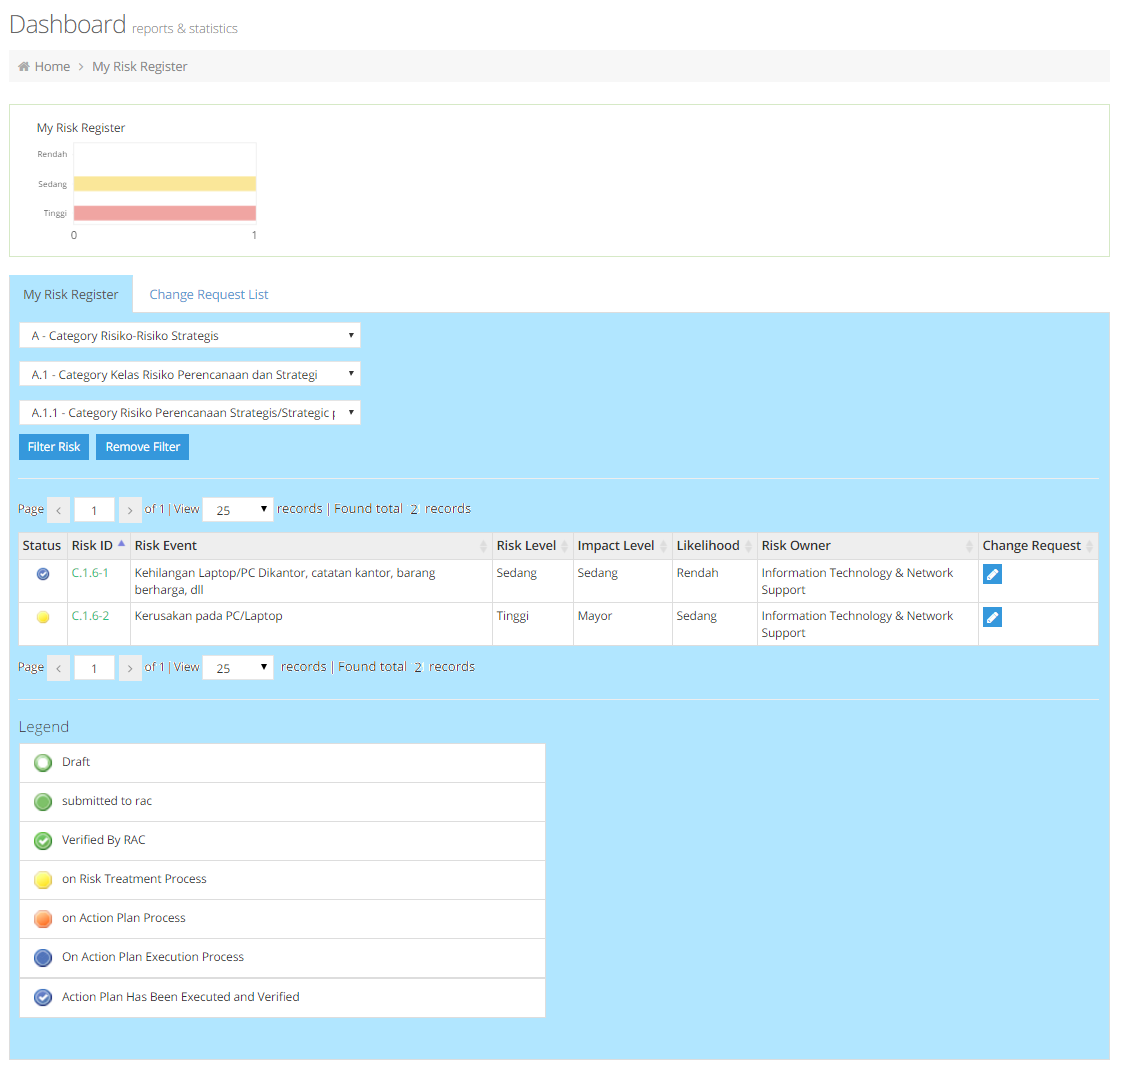 Dashboard reports & statistics
Home > My Risk Register
My Risk Register
Rendah
Sedang
Tinggi
0 1
My Risk Register Change Request List
A - Category Risiko-Risiko Strategis
A.1 - Category Kelas Risiko Perencanaan dan Strategi
A.1.1 - Category Risiko Perencanaan Strategis/Strategic
Filter Risk Remove Filter
Page < 1 > of 1 | View 25 records | Found total 2 records
Status Risk ID Risk Event Risk Level Impact Level Likelihood Risk Owner Change Request
C.1.6-1 Kehilangan Laptop/PC Dikantor, catatan kantor, barang Sedang Sedang Rendah Information Technology & Network
berharga, dll Support
C.1.6-2 Kerusakan pada PC/Laptop Tinggi Mayor Sedang Information Technology & Network
Support
Page < 1 > of 1 | View 25 records | Found total 2 records
Legend
Draft
submitted to rac
Verified By RAC
on Risk Treatment Process
on Action Plan Process
On Action Plan Execution Process
Action Plan Has Been Executed and Verified